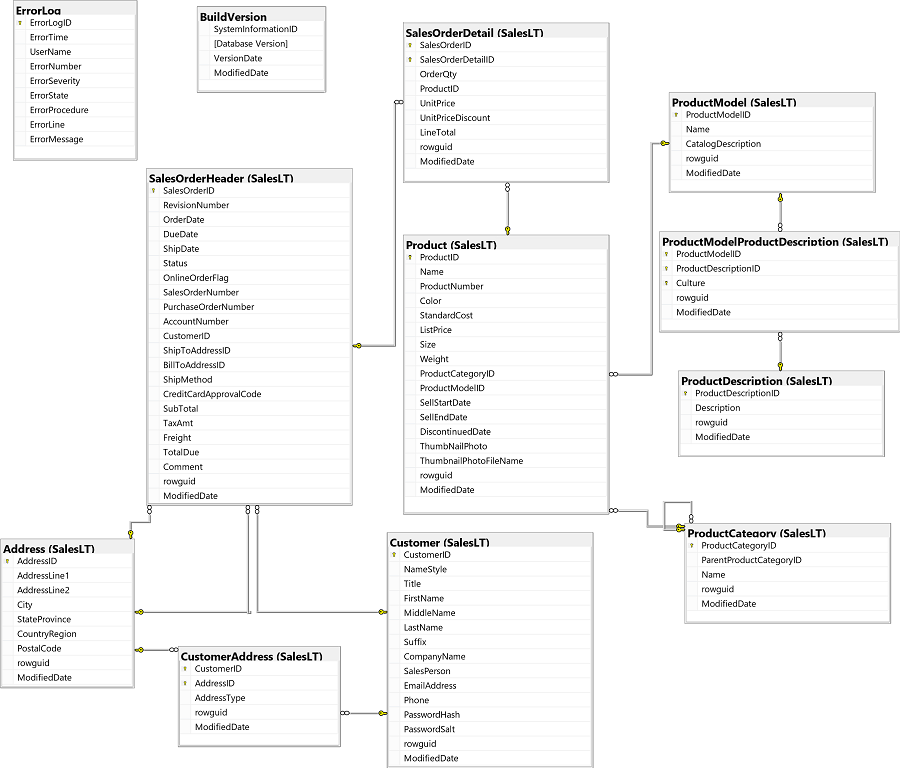 ErrorLog
ErrorLogID
ErrorTime
UserName
ErrorNumber
ErrorSeverity
ErrorState
ErrorProcedure
ErrorLine
ErrorMessage
BuildVersion
SystemInformationID
[Database Version]
VersionDate
ModifiedDate
SalesOrderDetail (SalesLT)
SalesOrderID
SalesOrderDetailID
OrderQty
ProductID
UnitPrice
UnitPriceDiscount
LineTotal
rowguid
ModifiedDate
ProductModel (SalesLT)
ProductModelID
Name
CatalogDescription
rowguid
ModifiedDate
SalesOrderHeader (SalesLT)
SalesOrderID
RevisionNumber
OrderDate
DueDate
ShipDate
Status
OnlineOrderFlag
SalesOrderNumber
PurchaseOrderNumber
AccountNumber
CustomerID
ShipToAddressID
BillToAddressID
ShipMethod
CreditCardApprovalCode
SubTotal
TaxAmt
Freight
TotalDue
Comment
rowguid
ModifiedDate
Product (SalesLT)
ProductID
Name
ProductNumber
Color
StandardCost
ListPrice
Size
Weight
ProductCategoryID
ProductModelID
SellStartDate
SellEndDate
DiscontinuedDate
ThumbNailPhoto
ThumbnailPhotoFileName
rowguid
ModifiedDate
ProductModelProductDescription (SalesLT)
ProductModelID
ProductDescriptionID
Culture
rowguid
ModifiedDate
ProductDescription (SalesLT)
ProductDescriptionID
Description
rowguid
ModifiedDate
ProductCategory (SalesLT)
ProductCategoryID
ParentProductCategoryID
Name
rowguid
ModifiedDate
Address (SalesLT)
AddressID
AddressLine1
AddressLine2
City
StateProvince
CountryRegion
PostalCode
rowguid
ModifiedDate
CustomerAddress (SalesLT)
CustomerID
AddressID
AddressType
rowguid
ModifiedDate
Customer (SalesLT)
CustomerID
NameStyle
Title
FirstName
MiddleName
LastName
Suffix
CompanyName
SalesPerson
EmailAddress
Phone
PasswordHash
PasswordSalt
rowguid
ModifiedDate